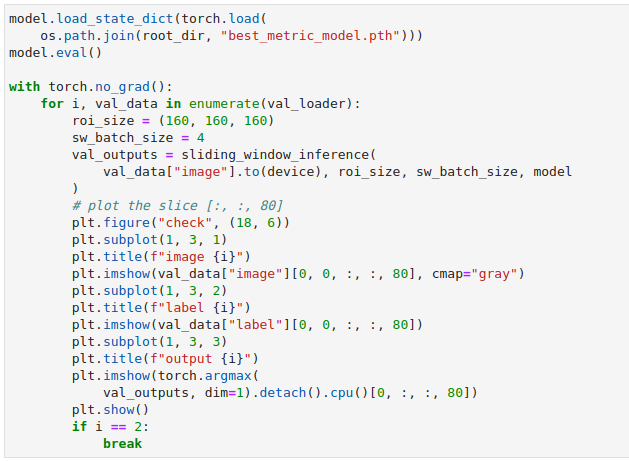 model.load_state_dict(torch.load(
    os.path.join(root_dir, "best_metric_model.pth")))
model.eval()

with torch.no_grad():
    for i, val_data in enumerate(val_loader):
        roi_size = (160, 160, 160)
        sw_batch_size = 4
        val_outputs = sliding_window_inference(
            val_data["image"].to(device), roi_size, sw_batch_size, model
        )
        # plot the slice [:, :, 80]
        plt.figure("check", (18, 6))
        plt.subplot(1, 3, 1)
        plt.title(f"image {i}")
        plt.imshow(val_data["image"][0, 0, :, :, 80], cmap="gray")
        plt.subplot(1, 3, 2)
        plt.title(f"label {i}")
        plt.imshow(val_data["label"][0, 0, :, :, 80])
        plt.subplot(1, 3, 3)
        plt.title(f"output {i}")
        plt.imshow(torch.argmax(
            val_outputs, dim=1).detach().cpu()[0, :, :, 80])
        plt.show()
        if i == 2:
            break